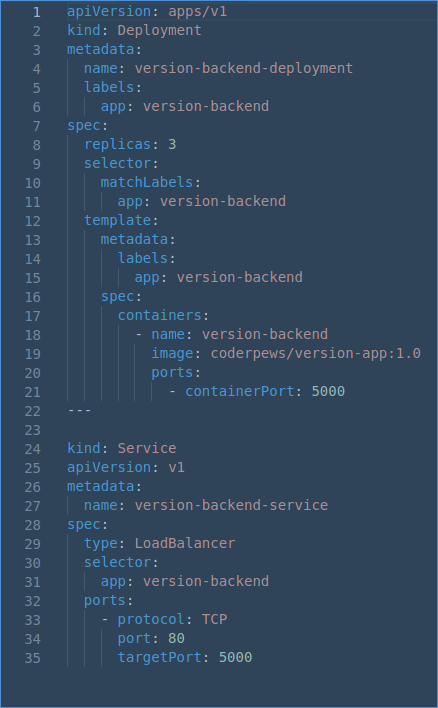 1 apiVersion: apps/v1
2 kind: Deployment
3 metadata:
4   name: version-backend-deployment
5   labels:
6     app: version-backend
7 spec:
8   replicas: 3
9   selector:
10     matchLabels:
11       app: version-backend
12   template:
13     metadata:
14       labels:
15         app: version-backend
16     spec:
17       containers:
18         - name: version-backend
19           image: coderpews/version-app:1.0
20           ports:
21             - containerPort: 5000
22 ---
23
24 kind: Service
25 apiVersion: v1
26 metadata:
27   name: version-backend-service
28 spec:
29   type: LoadBalancer
30   selector:
31     app: version-backend
32   ports:
33     - protocol: TCP
34       port: 80
35       targetPort: 5000